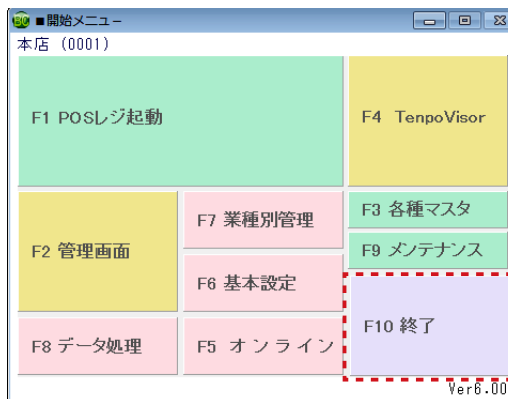 BC ■開始メニュー
本店 (0001)
F1 POSレジ起動
F4 TenpoVisor
F2 管理画面
F7 業種別管理
F3 各種マスタ
F9 メンテナンス
F6 基本設定
F10 終了
F8 データ処理
F5 オンライン
Ver6.00